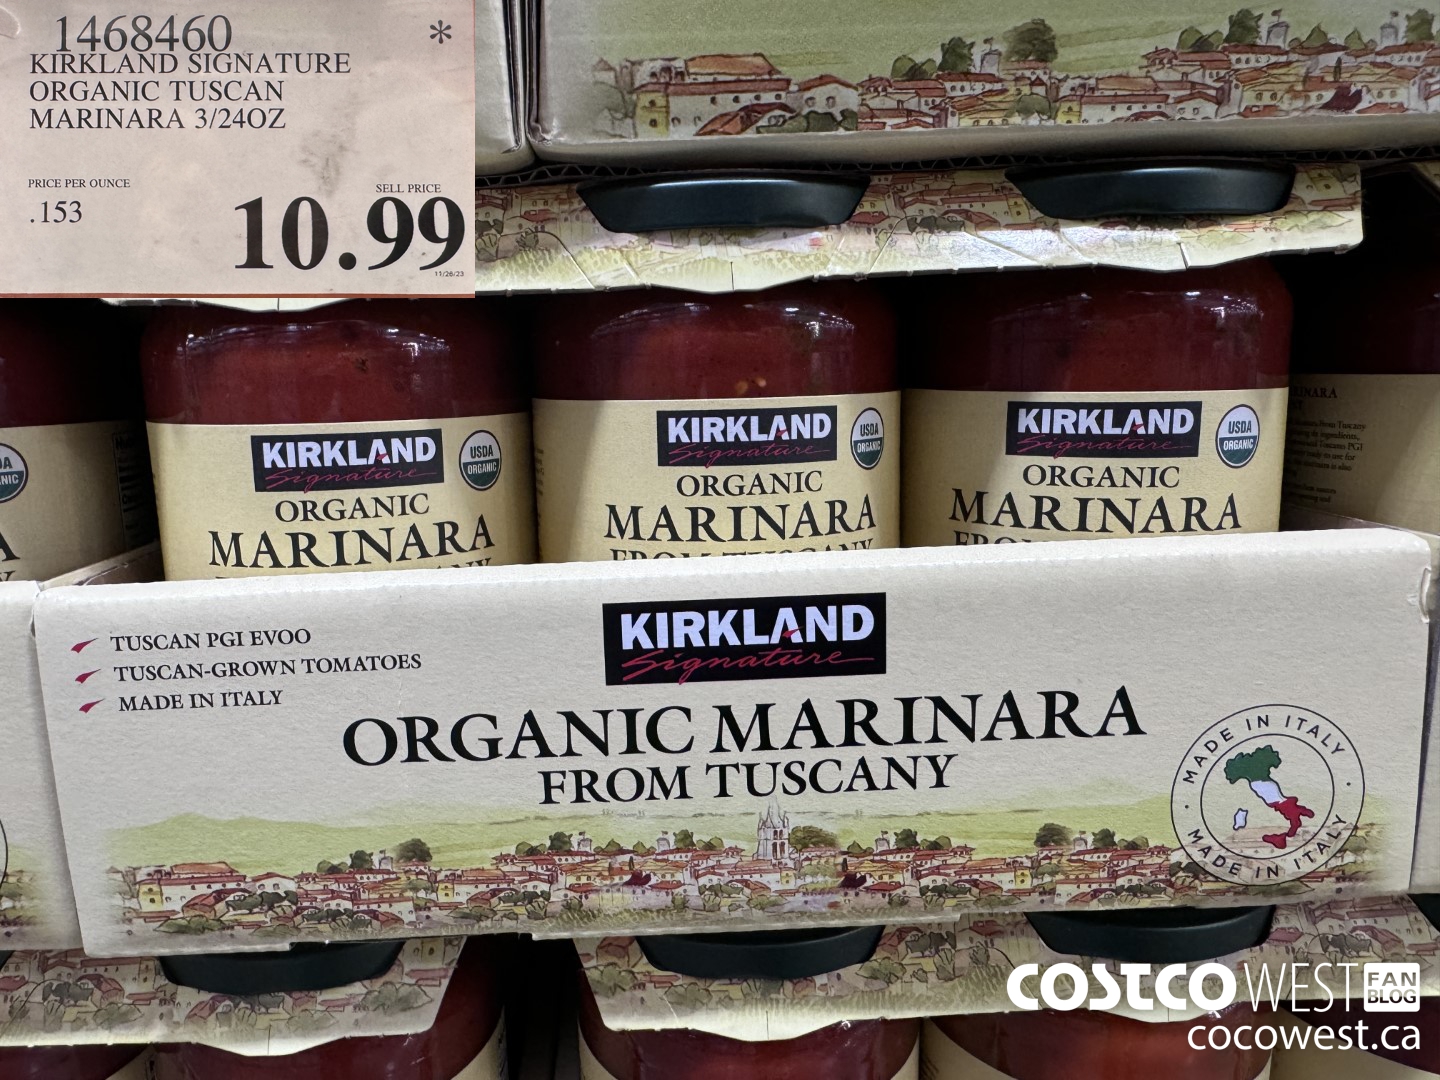 1468460 *
KIRKLAND SIGNATURE
ORGANIC TUSCAN
MARINARA 3/24OZ
PRICE PER OUNCE
.153
SELL PRICE
10.99
11/26/23
KIRKLAND
Signature
USDA
ORGANIC
ORGANIC
MARINARA
KIRKLAND
Signature
USDA
ORGANIC
ORGANIC
MARINARA
FROM TUSCANY
KIRKLAND
Signature
USDA
ORGANIC
ORGANIC
MARINARA
TUSCAN PGI EVOO
TUSCAN-GROWN TOMATOES
MADE IN ITALY
KIRKLAND
Signature
ORGANIC MARINARA
FROM TUSCANY
MADE IN ITALY
MADE IN ITALY
COSTCO WEST FAN BLOG
cocowest.ca